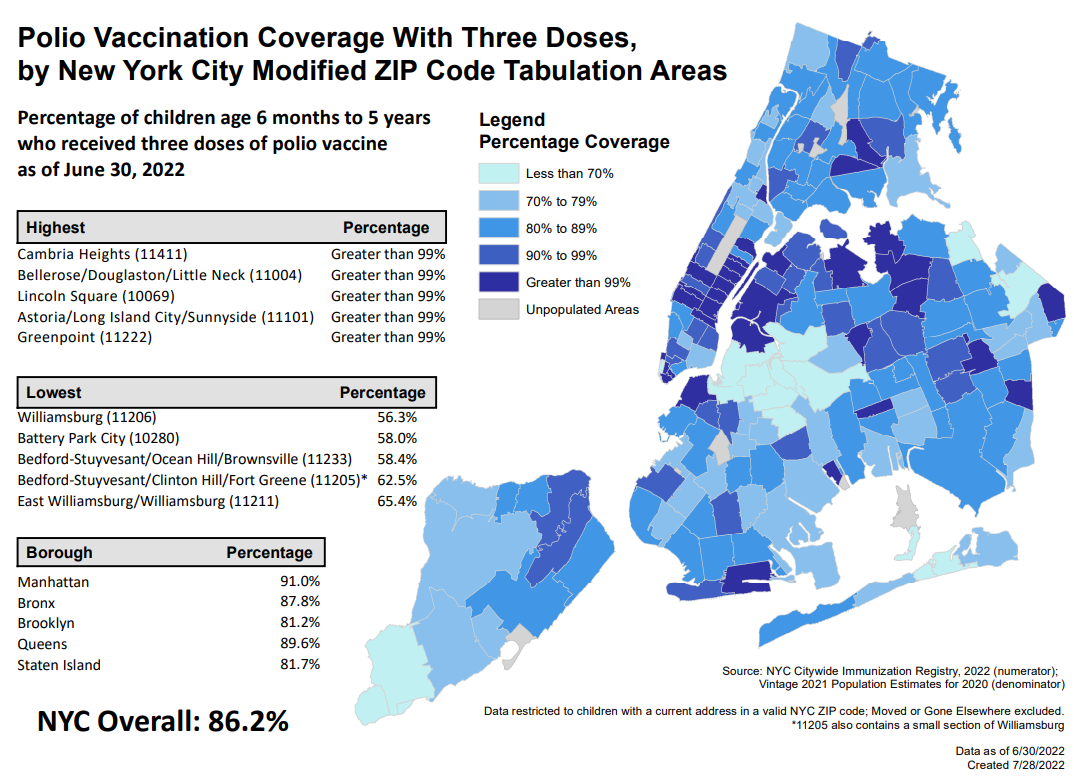 Polio Vaccination Coverage With Three Doses,
by New York City Modified ZIP Code Tabulation Areas
Percentage of children age 6 months to 5 years
who received three doses of polio vaccine
as of June 30, 2022
Highest Percentage
Cambria Heights (11411) Greater than 99%
Bellerose/Douglaston/Little Neck (11004) Greater than 99%
Lincoln Square (10069) Greater than 99%
Astoria/Long Island City/Sunnyside (11101) Greater than 99%
Greenpoint (11222) Greater than 99%
Lowest Percentage
Williamsburg (11206) 56.3%
Battery Park City (10280) 58.0%
Bedford-Stuyvesant/Ocean Hill/Brownsville (11233) 58.4%
Bedford-Stuyvesant/Clinton Hill/Fort Greene (11205)* 62.5%
East Williamsburg/Williamsburg (11211) 65.4%
Borough Percentage
Manhattan 91.0%
Bronx 87.8%
Brooklyn 81.2%
Queens 89.6%
Staten Island 81.7%
NYC Overall: 86.2%
Legend
Percentage Coverage
Less than 70%
70% to 79%
80% to 89%
90% to 99%
Greater than 99%
Unpopulated Areas
Source: NYC Citywide Immunization Registry, 2022 (numerator);
Vintage 2021 Population Estimates for 2020 (denominator)
Data restricted to children with a current address in a valid NYC ZIP code; Moved or Gone Elsewhere excluded.
*11205 also contains a small section of Williamsburg
Data as of 6/30/2022
Created 7/28/2022